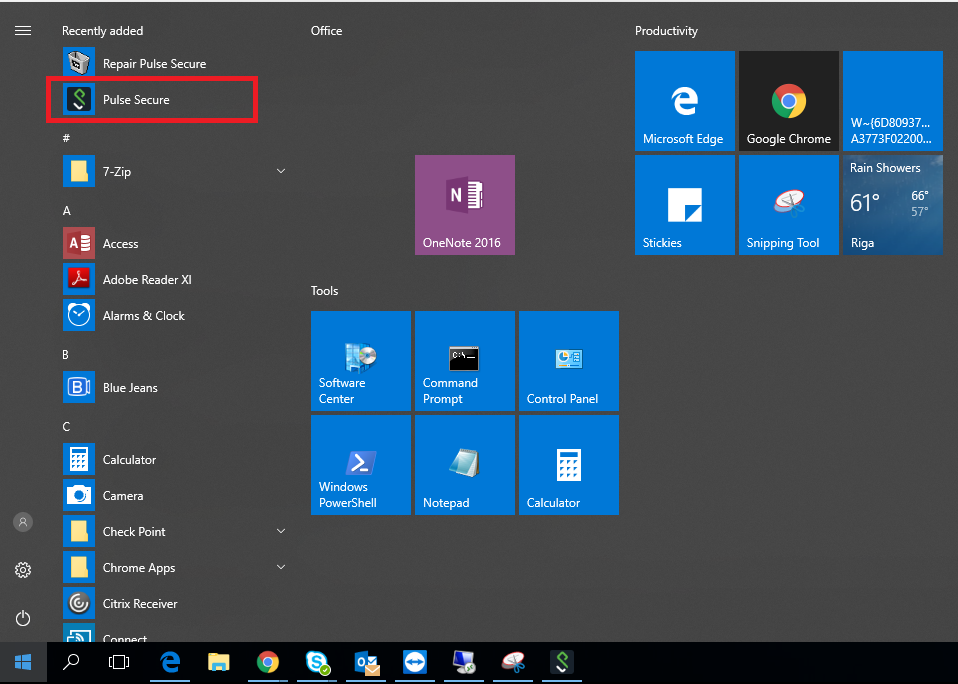 Recently added
Repair Pulse Secure
Pulse Secure
#
7-Zip
A
Access
Adobe Reader XI
Alarms & Clock
B
Blue Jeans
C
Calculator
Camera
Check Point
Chrome Apps
Citrix Receiver
Connect
Office
OneNote 2016
Tools
Software
Center
Command
Prompt
Control Panel
Windows
PowerShell
Notepad
Calculator
Productivity
Microsoft Edge
Google Chrome
W~{6D80937...
A3773F02200...
Stickies
Snipping Tool
Rain Showers
61°
66°
57°
Riga